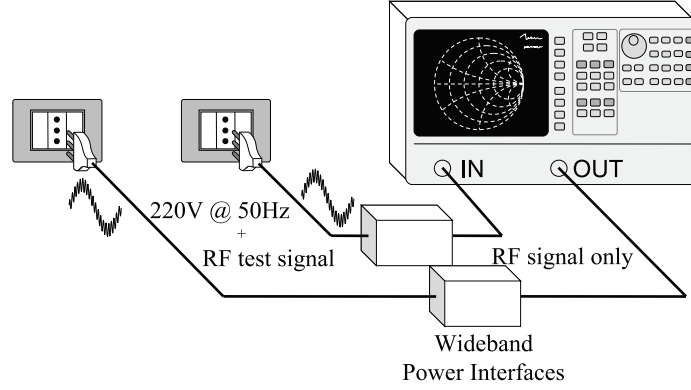 IN
OUT
220V @ 50Hz
+
RF test signal
RF signal only
Wideband
Power Interfaces